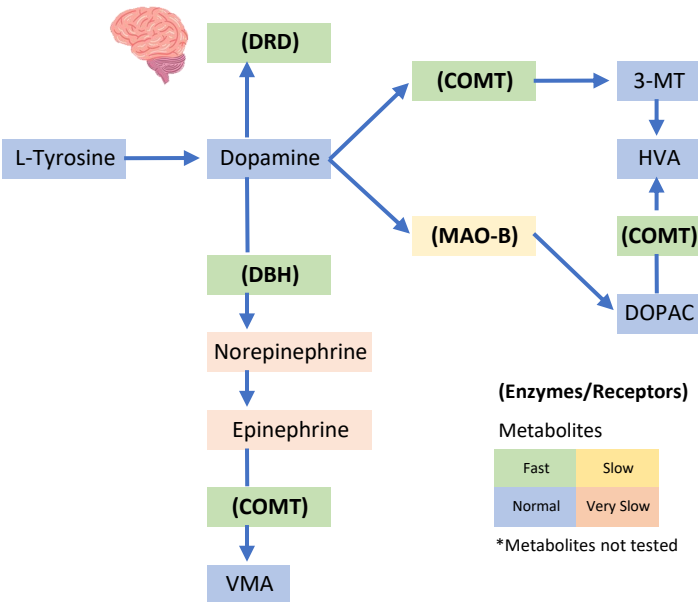 (DRD)
(COMT)
3-MT
L-Tyrosine
Dopamine
HVA
(MAO-B)
(COMT)
(DBH)
DOPAC
Norepinephrine
Epinephrine
(COMT)
VMA
(Enzymes/Receptors)
Metabolites
Fast
Slow
Normal
Very Slow
*Metabolites not tested